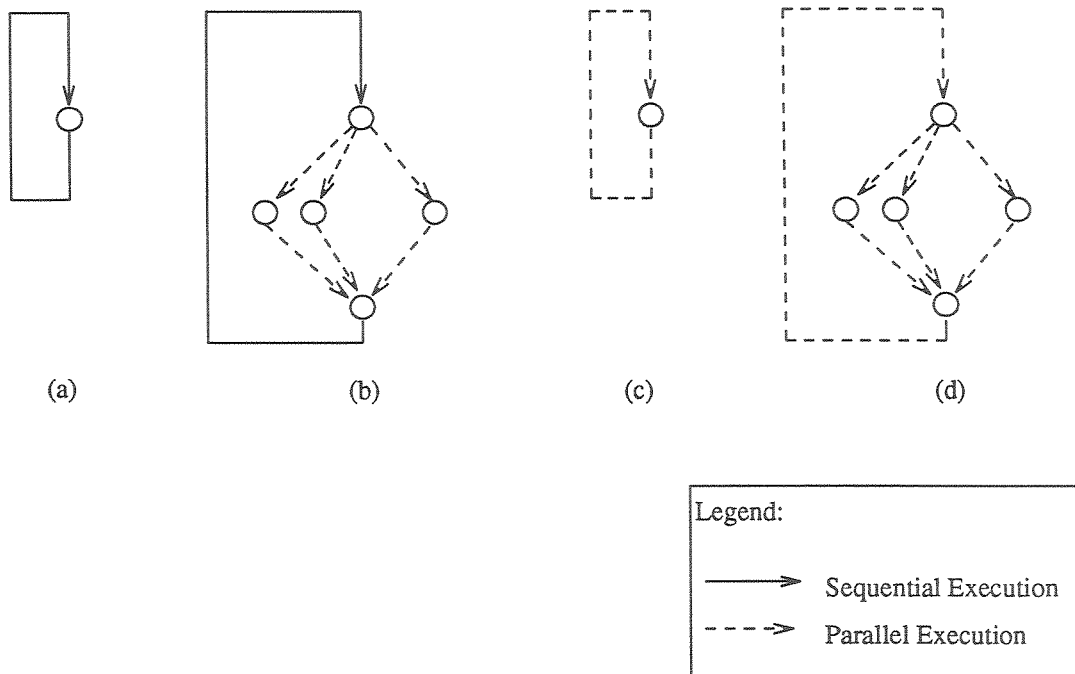 (a) (b) (c) (d)
Legend:
Sequential Execution
Parallel Execution